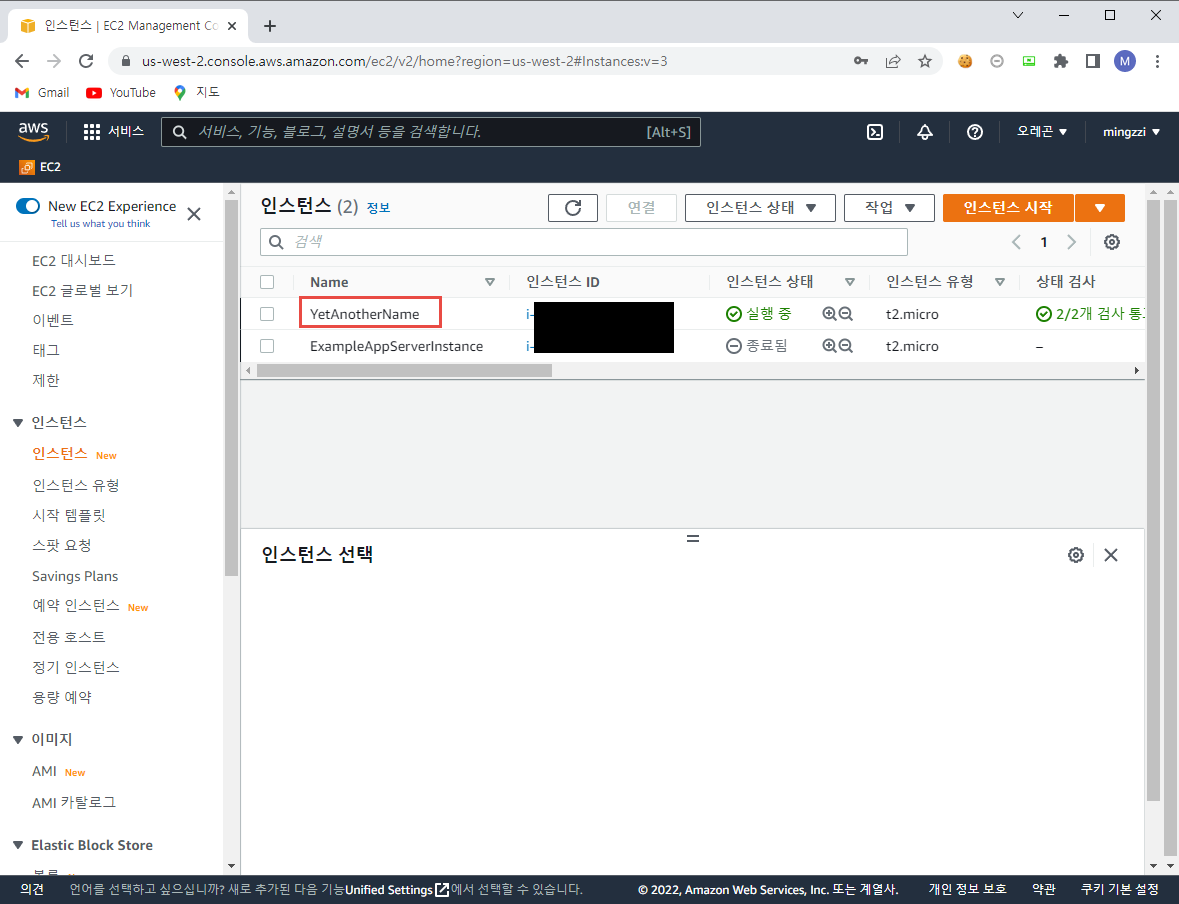 인스턴스 | EC2 Management Co
us-west-2.console.aws.amazon.com/ec2/v2/home?region=us-west-2#Instances:v=3
M
Gmail YouTube 지도
aws 서비스 서비스, 기능, 블로그, 설명서 등을 검색합니다. [Alt+S] 오레곤 mingzzi
EC2
New EC2 Experience
Tell us what you think
EC2 대시보드
EC2 글로벌 보기
이벤트
태그
제한
인스턴스
인스턴스 New
인스턴스 유형
시작 템플릿
스팟 요청
Savings Plans
예약 인스턴스 New
전용 호스트
정기 인스턴스
용량 예약
이미지
AMI New
AMI 카탈로그
Elastic Block Store
인스턴스 (2) 정보 연결 인스턴스 상태 작업 인스턴스 시작
검색 1
Name 인스턴스 ID 인스턴스 상태 인스턴스 유형 상태 검사
YetAnotherName i- 실행 중 t2.micro 2/2개 검사 통
ExampleAppServerInstance i- 종료됨 t2.micro –
인스턴스 선택
의견 언어를 선택하고 싶으십니까? 새로 추가된 다음 기능Unified Settings에서 선택할 수 있습니다. © 2022, Amazon Web Services, Inc. 또는 계열사. 개인 정보 보호 약관 쿠키 기본 설정